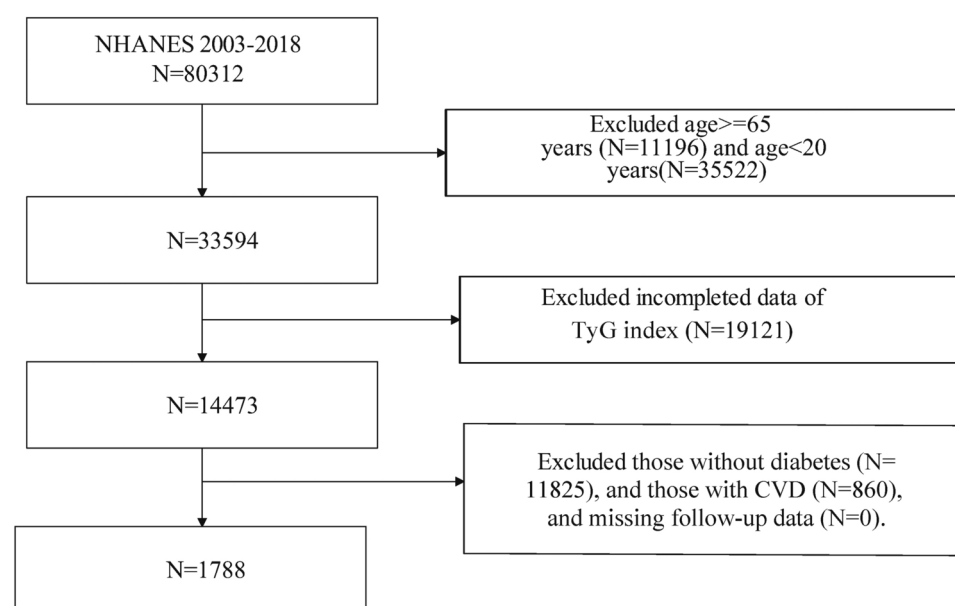 NHANES 2003-2018
N=80312
Excluded age>=65
years (N=11196) and age<20
years(N=35522)
N=33594
Excluded incompleted data of
TyG index (N=19121)
N=14473
Excluded those without diabetes (N=
11825), and those with CVD (N=860),
and missing follow-up data (N=0).
N=1788